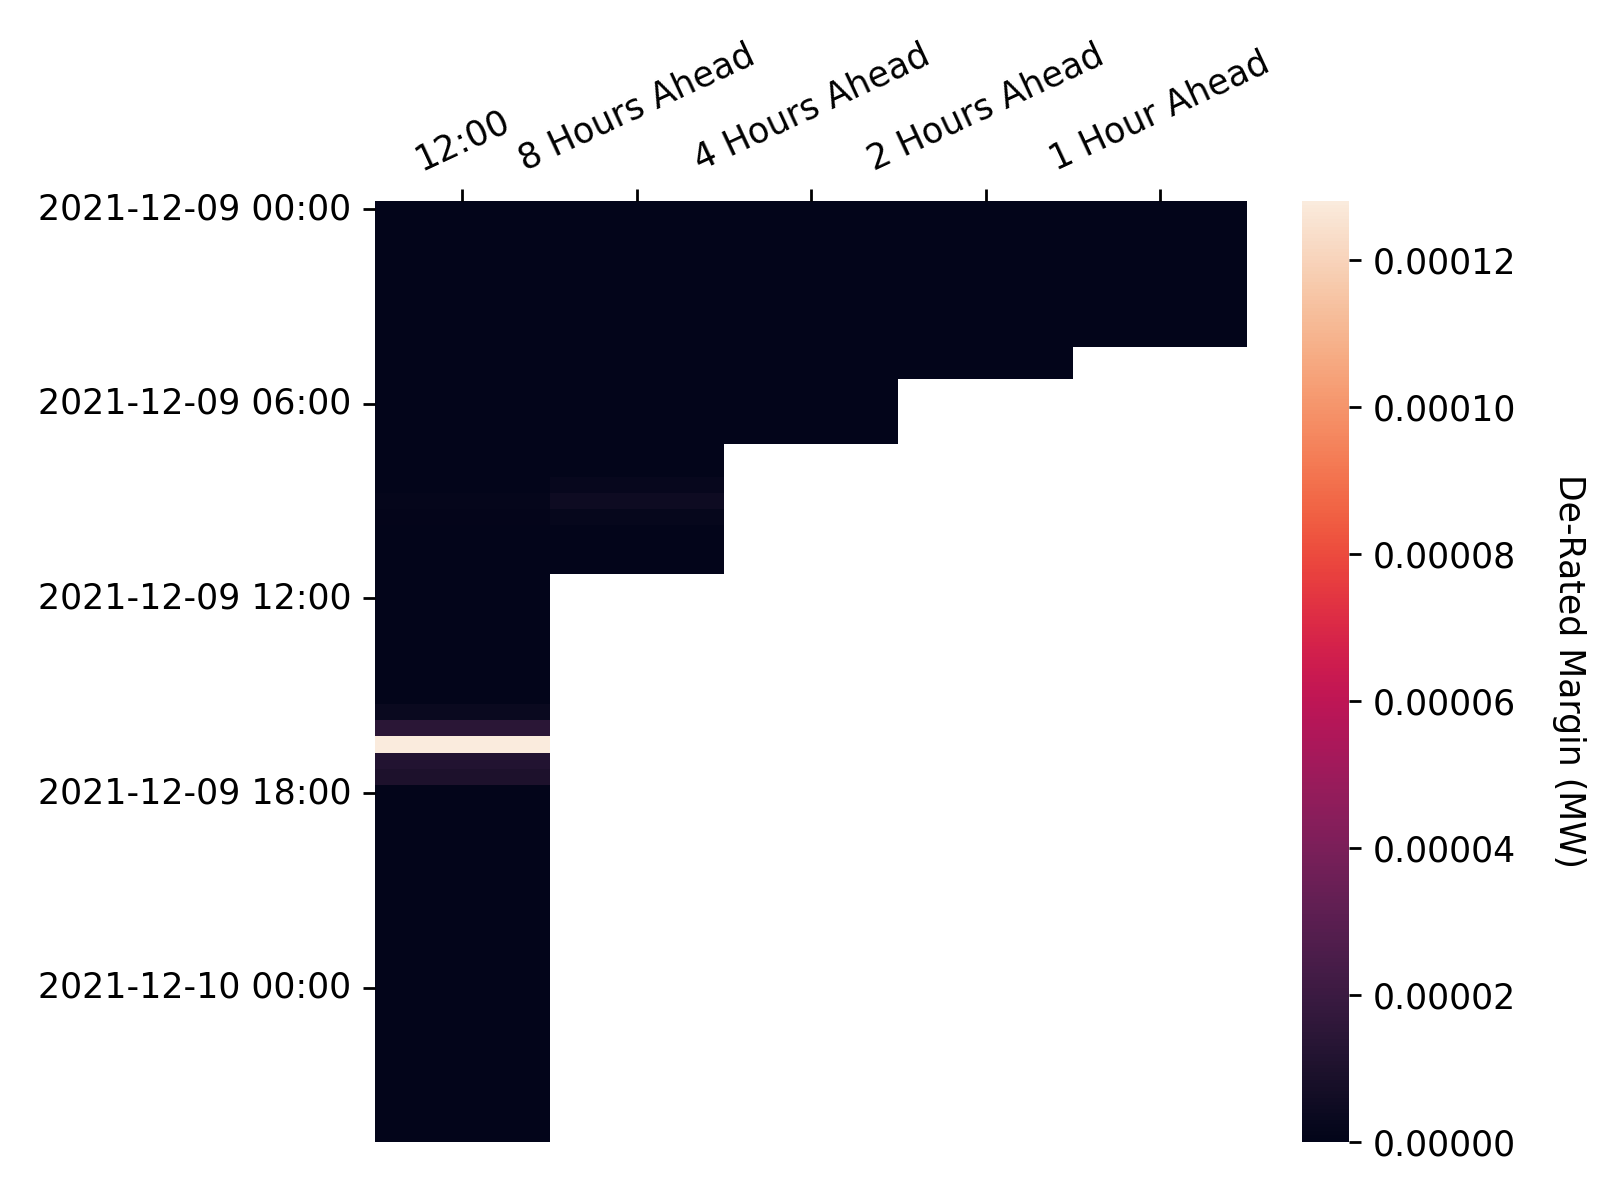 12:00
8 Hours Ahead
4 Hours Ahead
2 Hours Ahead
1 Hour Ahead
2021-12-09 00:00
2021-12-09 06:00
2021-12-09 12:00
2021-12-09 18:00
2021-12-10 00:00
0.00012
0.00010
0.00008
0.00006
0.00004
0.00002
0.00000
De-Rated Margin (MW)